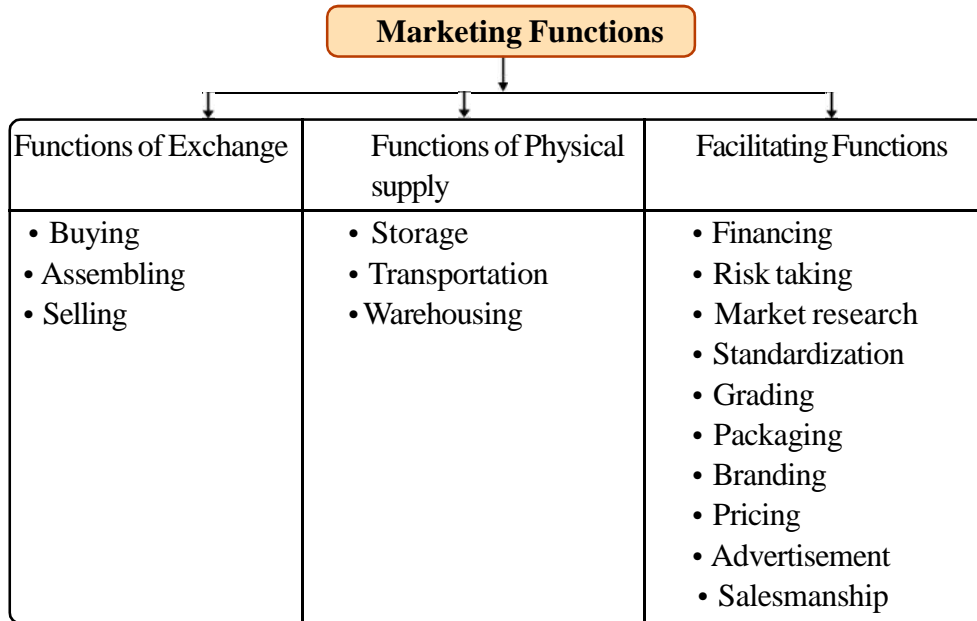 Marketing Functions
Functions of Exchange
Functions of Physical
supply
Facilitating Functions
• Buying
• Assembling
• Selling
• Storage
• Transportation
• Warehousing
• Financing
• Risk taking
• Market research
• Standardization
• Grading
• Packaging
• Branding
• Pricing
• Advertisement
• Salesmanship